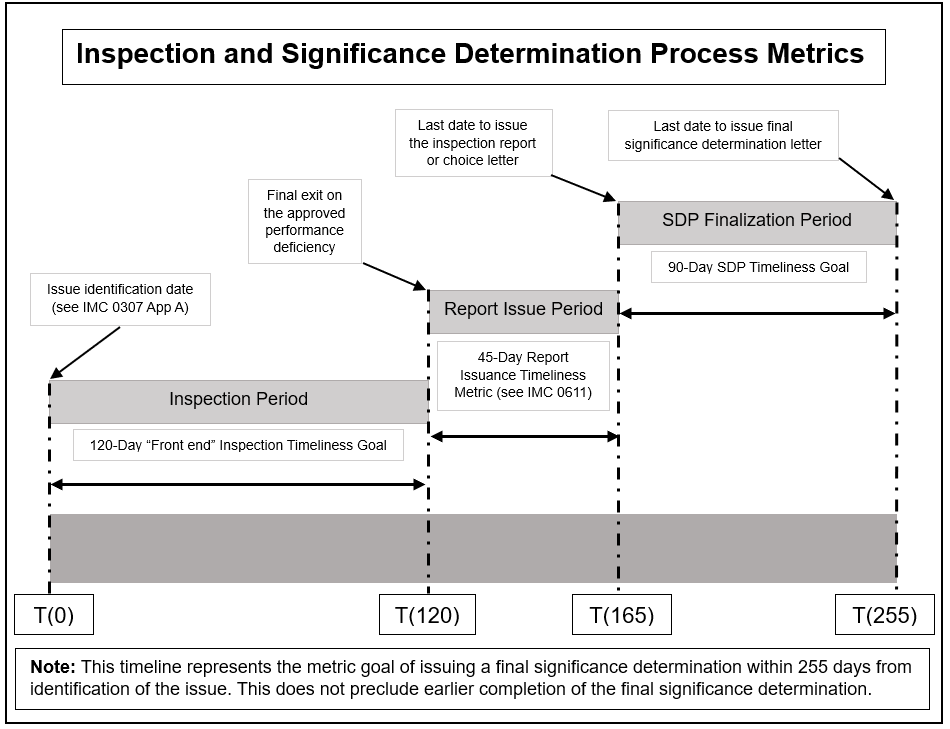 Inspection and Significance Determination Process Metrics
Last date to issue
the inspection report
or choice letter
Last date to issue final
significance determination letter
Final exit on
the approved
performance
deficiency
SDP Finalization Period
90-Day SDP Timeliness Goal
Issue identification date
(see IMC 0307 App A)
Report Issue Period
45-Day Report
Issuance Timeliness
Metric (see IMC 0611)
Inspection Period
120-Day “Front end” Inspection Timeliness Goal
T(0)
T(120)
T(165)
T(255)
Note: This timeline represents the metric goal of issuing a final significance determination within 255 days from
identification of the issue. This does not preclude earlier completion of the final significance determination.